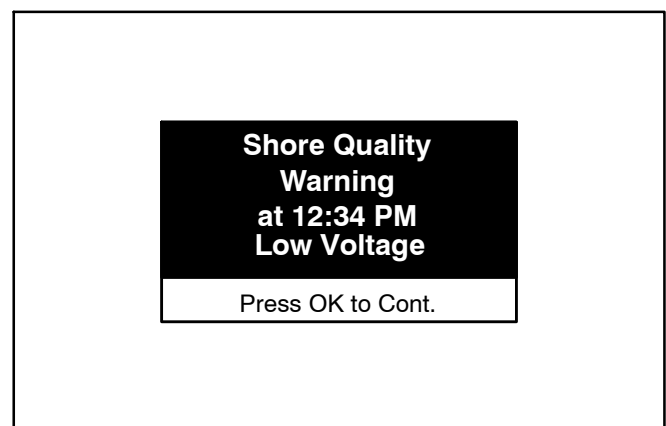 Shore Quality
Warning
at 12:34 PM
Low Voltage
Press OK to Cont.